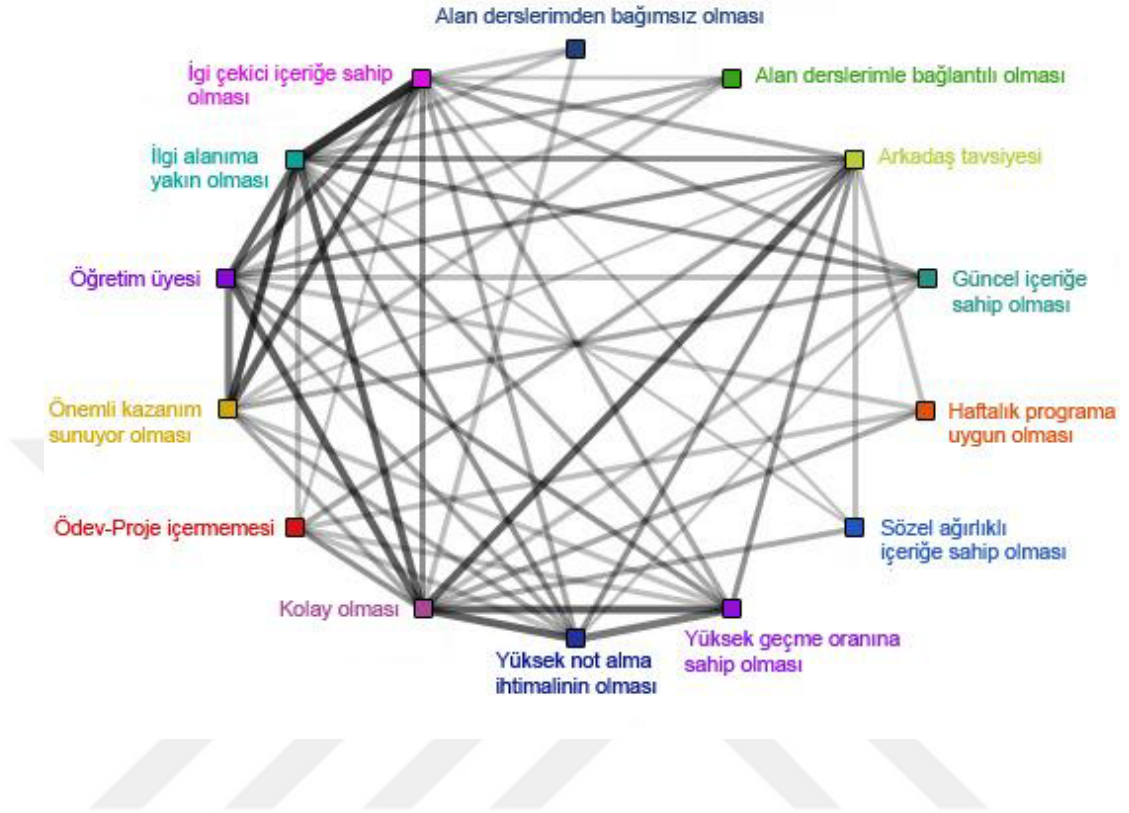 Alan derslerimden bağımsız olması
İgi çekici içeriğe sahip
olması
Alan derslerimle bağlantılı olması
İlgi alanıma
yakın olması
Arkadaş tavsiyesi
Öğretim üyesi
Güncel içeriğe
sahip olması
Önemli kazanım
sunuyor olması
Haftalık programa
uygun olması
Ödev-Proje içermemesi
Sözel ağırlıklı
içeriğe sahip olması
Kolay olması
Yüksek not alma
ihtimalinin olması
Yüksek geçme oranına
sahip olması